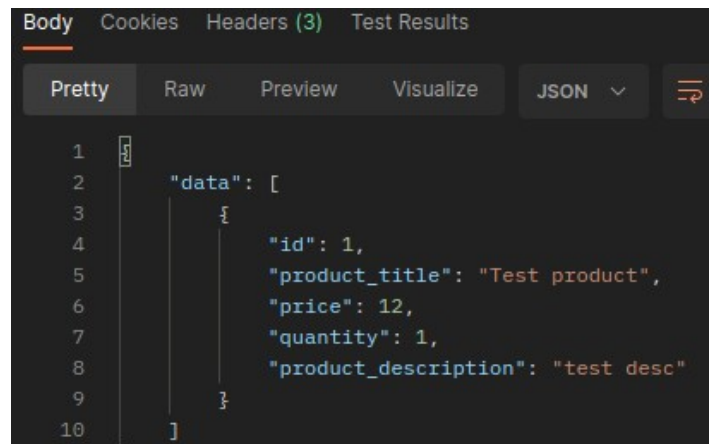 Body Cookies Headers (3) Test Results
Pretty Raw Preview Visualize JSON
1 {
2 "data": [
3 {
4 "id": 1,
5 "product_title": "Test product",
6 "price": 12,
7 "quantity": 1,
8 "product_description": "test desc"
9 }
10 ]